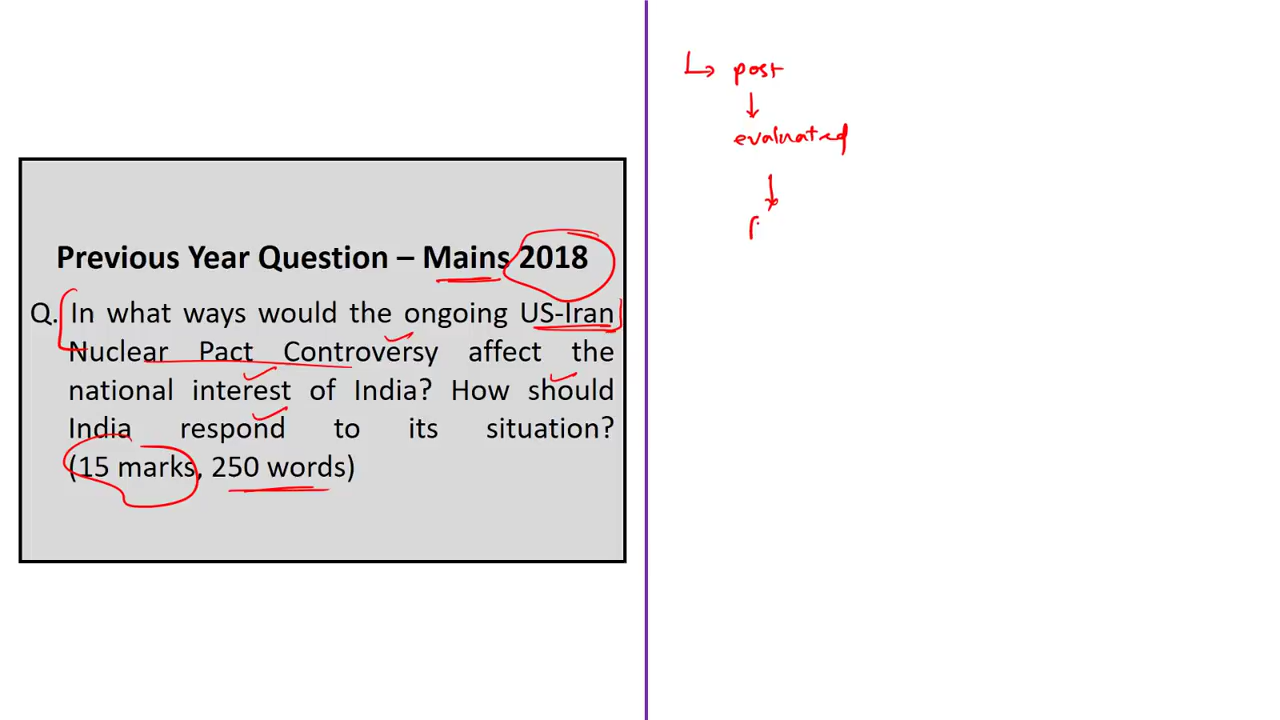 Previous Year Question – Mains 2018
Q. In what ways would the ongoing US-Iran
Nuclear Pact Controversy affect the
national interest of India? How should
India respond to its situation?
(15 marks, 250 words)
post
evaluated